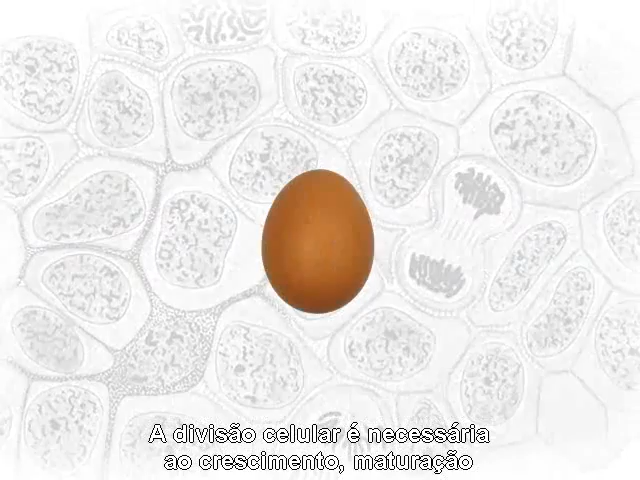 A divisão celular é necessária
ao crescimento, maturação